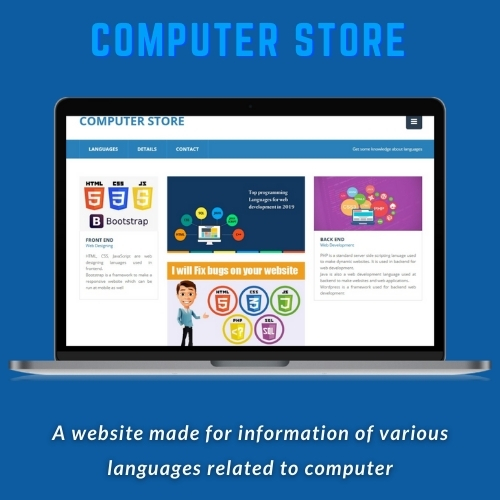 COMPUTER STORE
COMPUTER STORE
LANGUAGES DETAILS CONTACT Get some knowledge about languages
HTML CSS JS
Bootstrap
FRONT END
Web Designing
HTML, CSS, JavaScript are web
designing lanuages used in
frontend.
Bootstrap is a framework to make a
responsive website which can be
run at mobile as well
Top programming
Languages for web
development in 2019
I will Fix bugs on your website
HTML CSS JS
PHP SQL
BACK END
Web Development
PHP is a standard server side scripting lanuage used
to make dynamic websites. It is used in backend for
web development.
Java is also a web development language used at
backend to make websites and web applications.
Wordpress is a framework used for backend web
development
A website made for information of various
languages related to computer